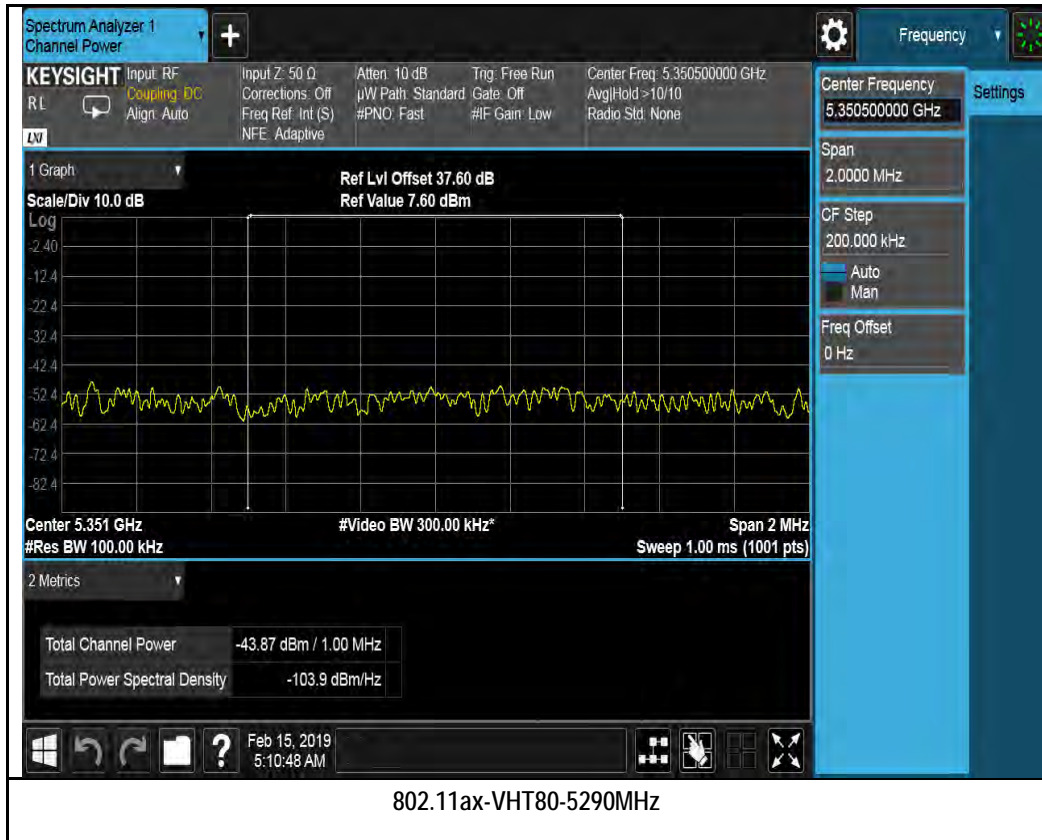 Spectrum Analyzer 1
Channel Power
+
Frequency
KEYSIGHT
RL
LXI
Input: RF
Coupling: DC
Align: Auto
Input Z: 50 Ω
Corrections: Off
Freq Ref: Int (S)
NFE: Adaptive
Atten: 10 dB
µW Path: Standard
#PNO: Fast
Trig: Free Run
Gate: Off
#IF Gain: Low
Center Freq: 5.350500000 GHz
Avg|Hold >10/10
Radio Std: None
Center Frequency
5.350500000 GHz
Settings
Span
2.0000 MHz
CF Step
200.000 kHz
Auto
Man
Freq Offset
0 Hz
1 Graph
Scale/Div 10.0 dB
Ref Lvl Offset 37.60 dB
Ref Value 7.60 dBm
Log
-2.40
-12.4
-22.4
-32.4
-42.4
-52.4
-62.4
-72.4
-82.4
Center 5.351 GHz
#Res BW 100.00 kHz
#Video BW 300.00 kHz*
Span 2 MHz
Sweep 1.00 ms (1001 pts)
2 Metrics
Total Channel Power -43.87 dBm / 1.00 MHz
Total Power Spectral Density -103.9 dBm/Hz
?
Feb 15, 2019
5:10:48 AM
802.11ax-VHT80-5290MHz